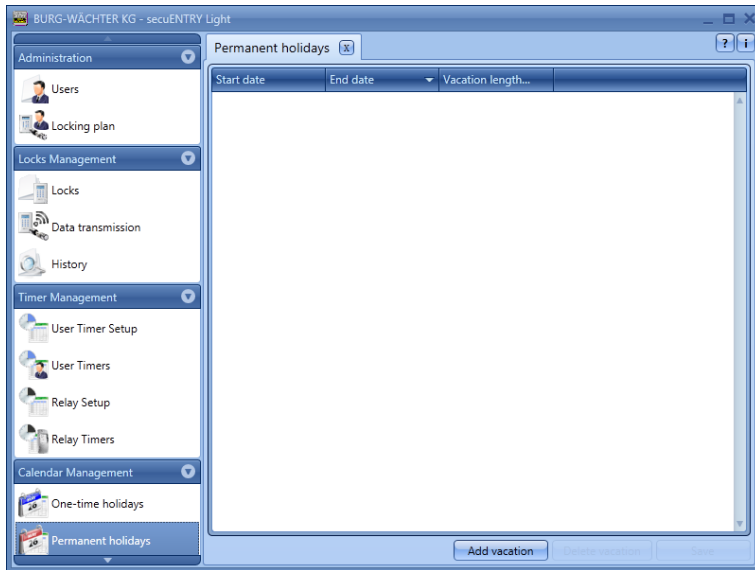 BURG-WÄCHTER KG - secuENTRY Light
Administration
Users
Locking plan
Locks Management
Locks
Data transmission
History
Timer Management
User Timer Setup
User Timers
Relay Setup
Relay Timers
Calendar Management
One-time holidays
Permanent holidays
Permanent holidays x
? i
Start date End date Vacation length...
Add vacation Delete vacation Save